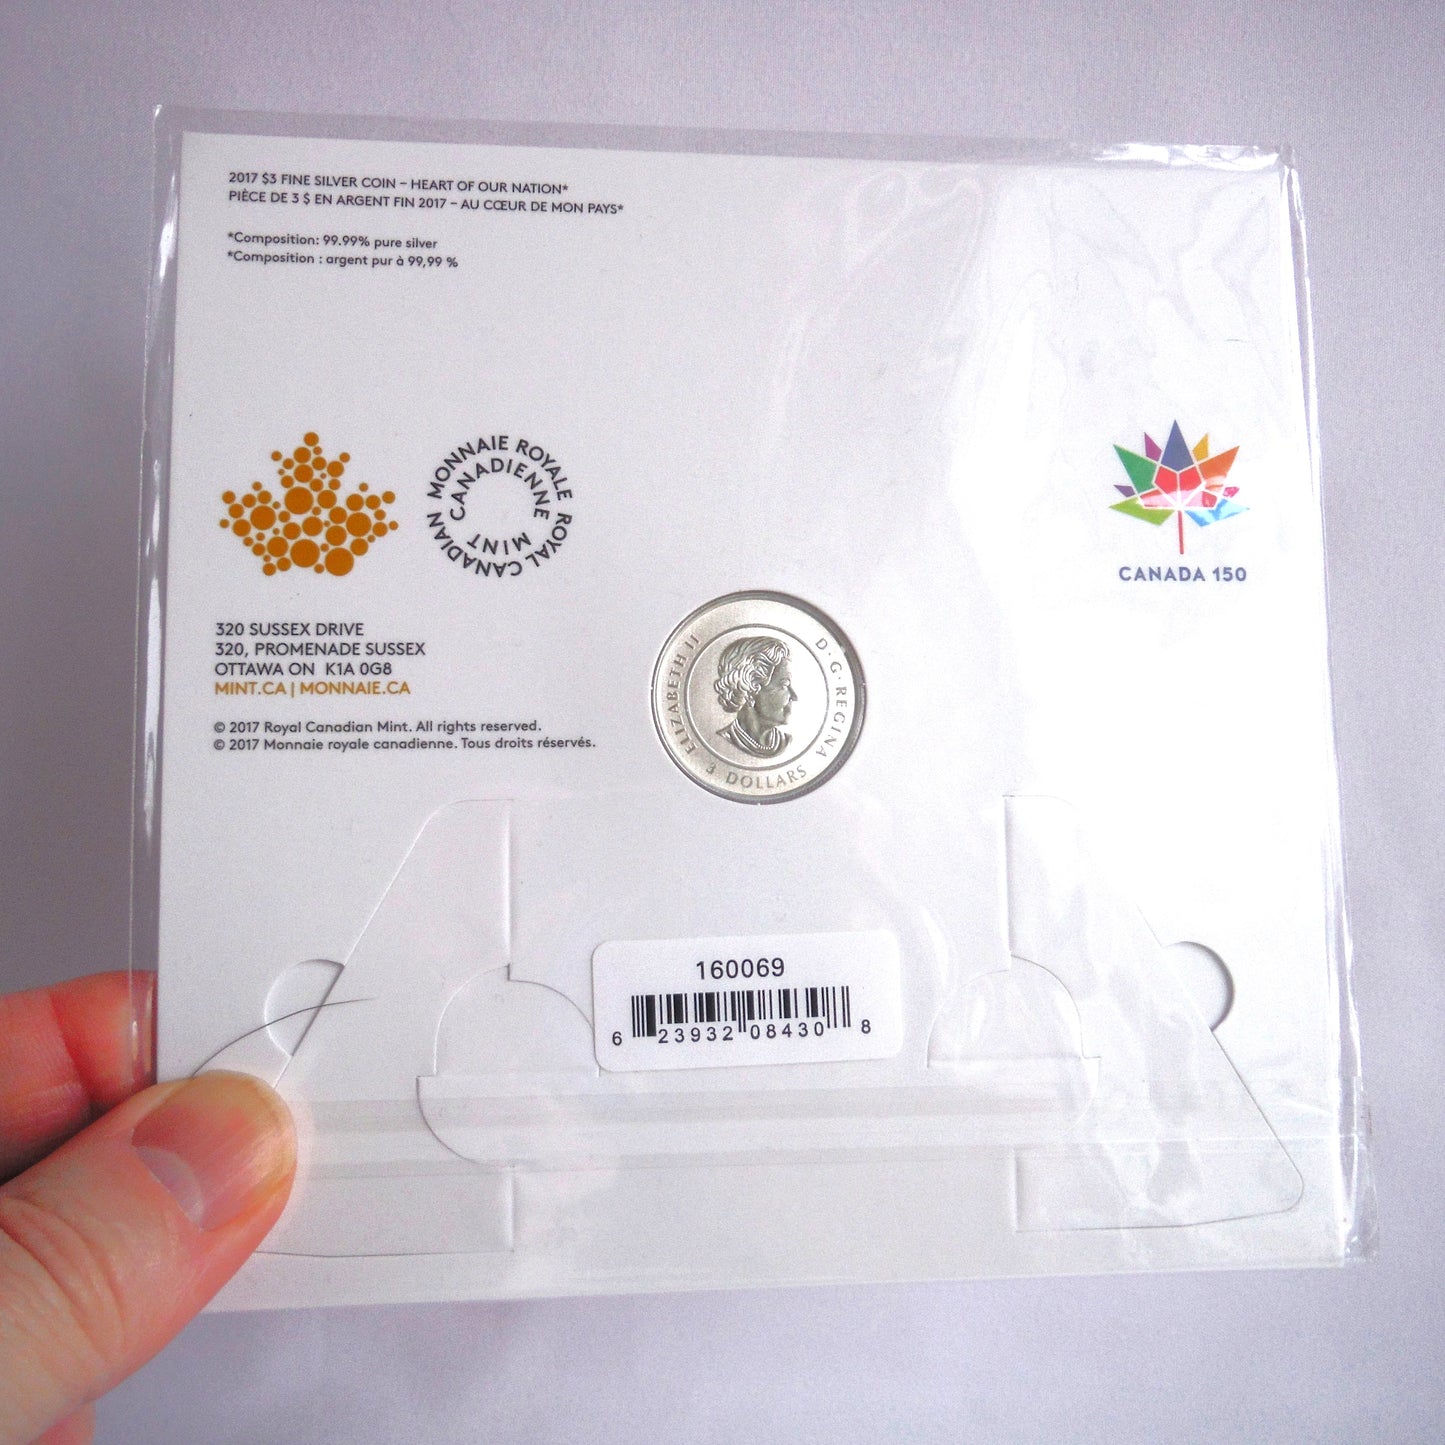 2017 $3 FINE SILVER COIN – HEART OF OUR NATION*
PIÈCE DE 3 $ EN ARGENT FIN 2017 – AU CŒUR DE MON PAYS*
*Composition: 99.99% pure silver
*Composition : argent pur à 99,99 %
MONNAIE ROYALE CANADIENNE
ROYAL CANADIAN MINT
CANADA 150
320 SUSSEX DRIVE
320, PROMENADE SUSSEX
OTTAWA ON K1A 0G8
MINT.CA | MONNAIE.CA
© 2017 Royal Canadian Mint. All rights reserved.
© 2017 Monnaie royale canadienne. Tous droits réservés.
ELIZABETH II D·G·REGINA
3 DOLLARS
160069
6 23932 08430 8